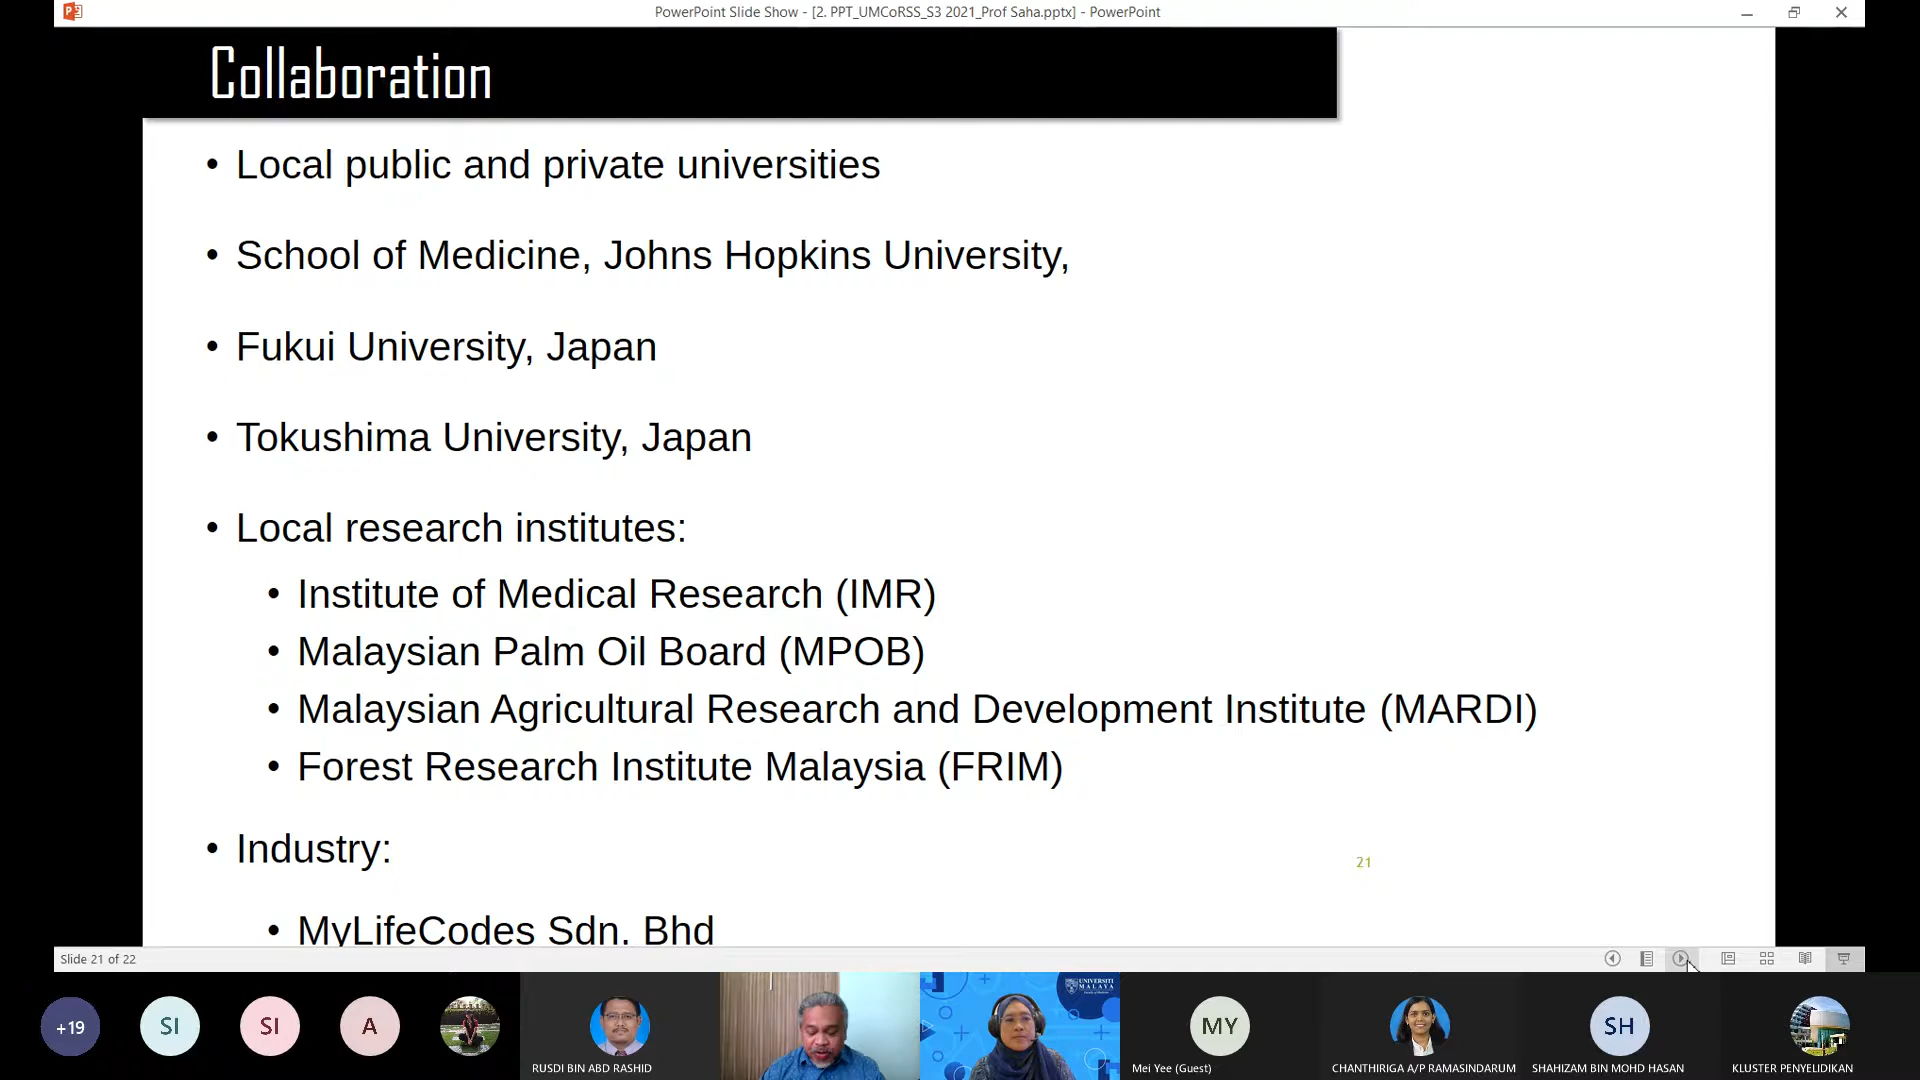 PowerPoint Slide Show - [2. PPT_UMCoRSS_S3 2021_Prof Saha.pptx] - PowerPoint
Collaboration
• Local public and private universities
• School of Medicine, Johns Hopkins University,
• Fukui University, Japan
• Tokushima University, Japan
• Local research institutes:
• Institute of Medical Research (IMR)
• Malaysian Palm Oil Board (MPOB)
• Malaysian Agricultural Research and Development Institute (MARDI)
• Forest Research Institute Malaysia (FRIM)
• Industry:
21
• MyLifeCodes Sdn. Bhd
Slide 21 of 22
+19
SI
SI
A
RUSDI BIN ABD RASHID
UNIVERSITI
MALAYA
MY
Mei Yee (Guest)
CHANTHIRIGA A/P RAMASINDARUM
SH
SHAHIZAM BIN MOHD HASAN
KLUSTER PENYELIDIKAN